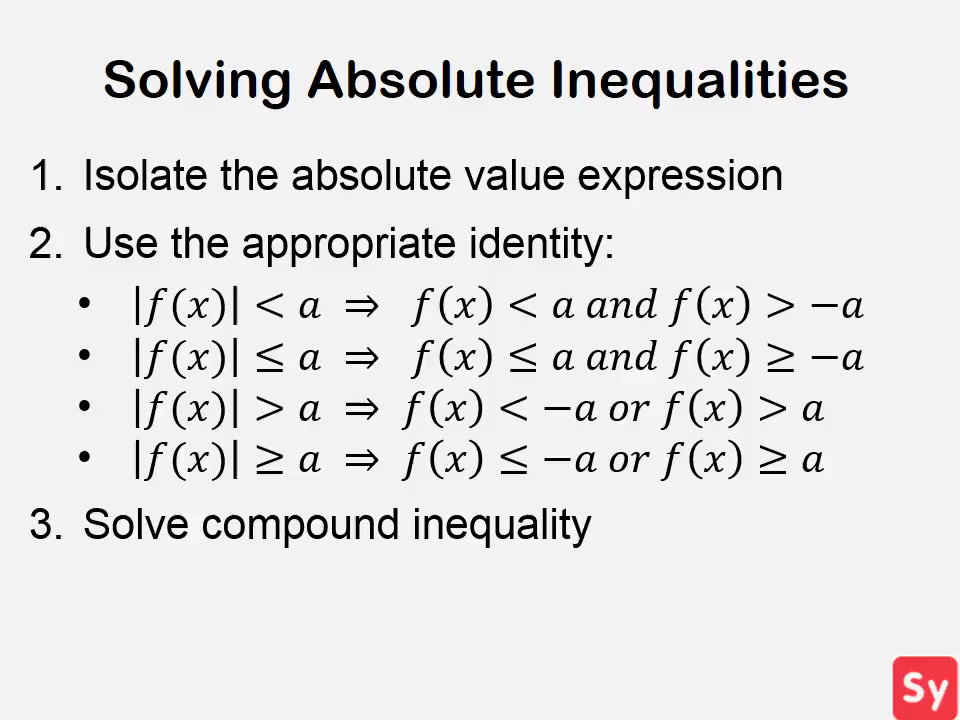 Solving Absolute Inequalities
1. Isolate the absolute value expression
2. Use the appropriate identity:
• |f(x)| < a ⇒ f(x) < a and f(x) > −a
• |f(x)| ≤ a ⇒ f(x) ≤ a and f(x) ≥ −a
• |f(x)| > a ⇒ f(x) < −a or f(x) > a
• |f(x)| ≥ a ⇒ f(x) ≤ −a or f(x) ≥ a
3. Solve compound inequality
Sy